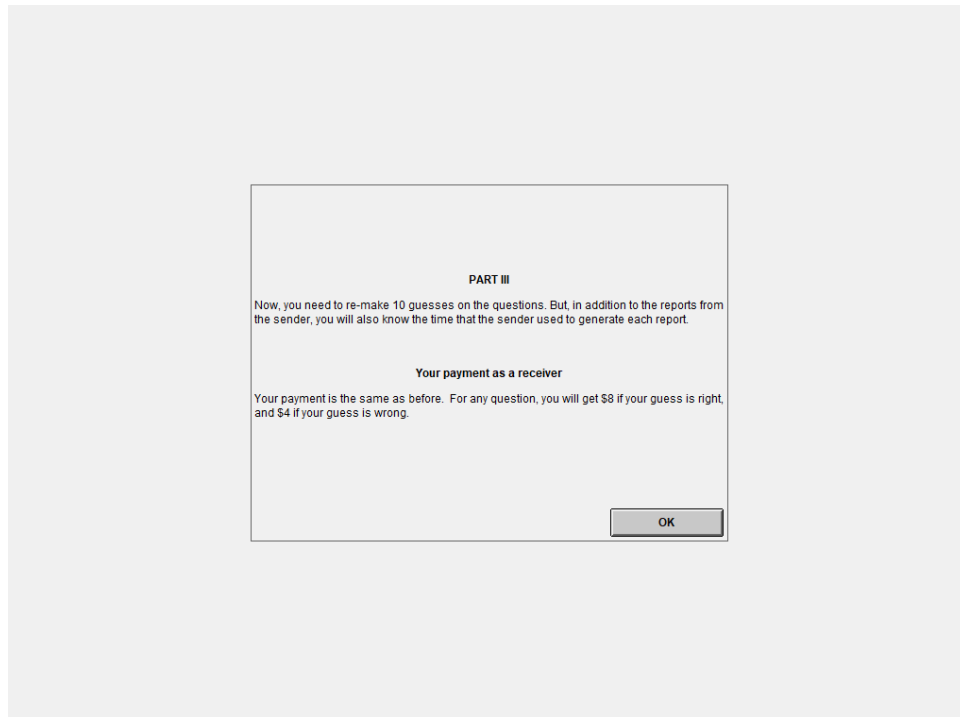 PART III
Now, you need to re-make 10 guesses on the questions. But, in addition to the reports from
the sender, you will also know the time that the sender used to generate each report.
Your payment as a receiver
Your payment is the same as before. For any question, you will get $8 if your guess is right,
and $4 if your guess is wrong.
OK